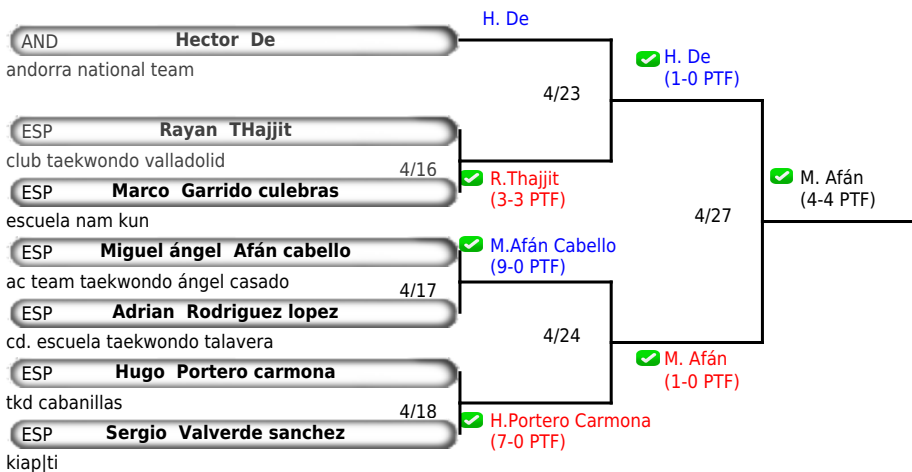 H. De
AND Hector De
andorra national team
H. De
(1-0 PTF)
4/23
ESP Rayan THajjit
club taekwondo valladolid
4/16
R.Thajjit
(3-3 PTF)
ESP Marco Garrido culebras
escuela nam kun
M. Afán
(4-4 PTF)
4/27
ESP Miguel ángel Afán cabello
M.Afán Cabello
(9-0 PTF)
ac team taekwondo ángel casado
4/17
ESP Adrian Rodriguez lopez
cd. escuela taekwondo talavera
4/24
M. Afán
(1-0 PTF)
ESP Hugo Portero carmona
tkd cabanillas
4/18
H.Portero Carmona
(7-0 PTF)
ESP Sergio Valverde sanchez
kiap|ti